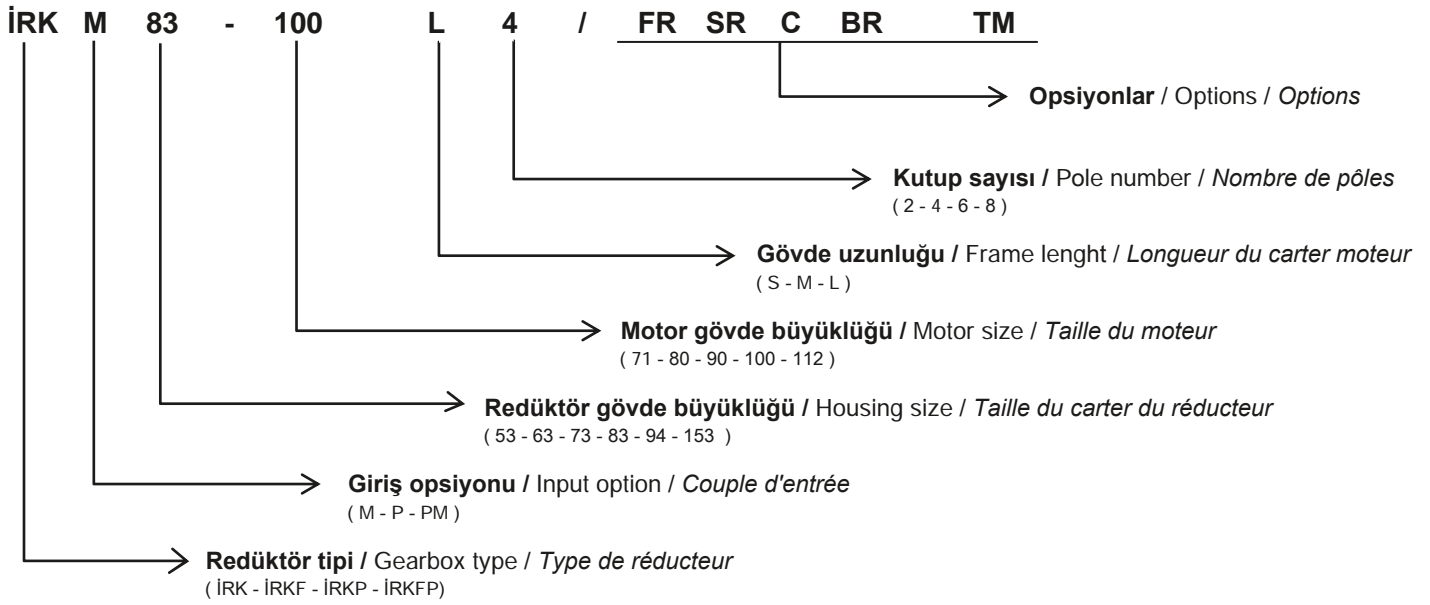 İRK M 83 - 100 L 4 / FR SR C BR TM
Opsiyonlar / Options / Options
Kutup sayısı / Pole number / Nombre de pôles
( 2 - 4 - 6 - 8 )
Gövde uzunluğu / Frame lenght / Longueur du carter moteur
( S - M - L )
Motor gövde büyüklüğü / Motor size / Taille du moteur
( 71 - 80 - 90 - 100 - 112 )
Redüktör gövde büyüklüğü / Housing size / Taille du carter du réducteur
( 53 - 63 - 73 - 83 - 94 - 153 )
Giriş opsiyonu / Input option / Couple d'entrée
( M - P - PM )
Redüktör tipi / Gearbox type / Type de réducteur
( İRK - İRKF - İRKP - İRKFP)